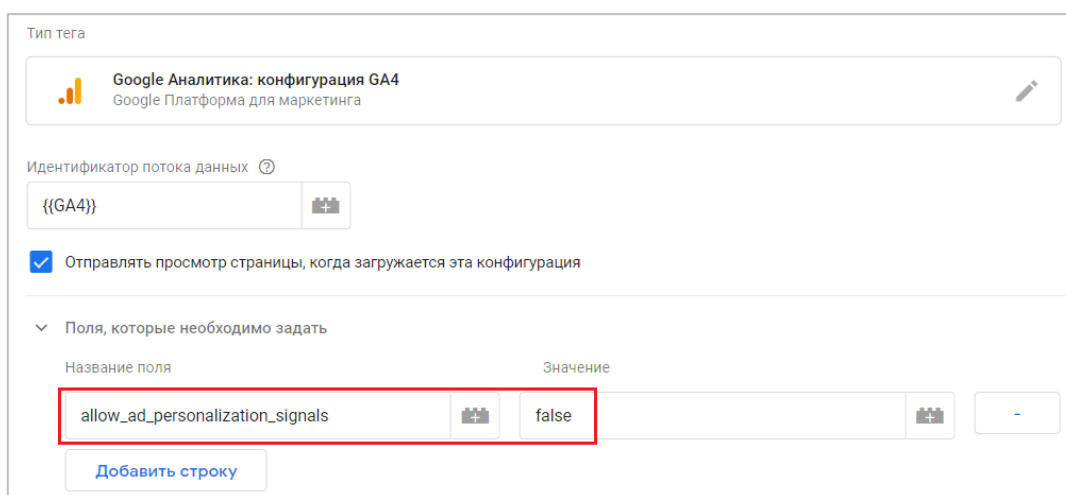 Тип тега
Google Аналитика: конфигурация GA4
Google Платформа для маркетинга
Идентификатор потока данных ?
{{GA4}}
Отправлять просмотр страницы, когда загружается эта конфигурация
Поля, которые необходимо задать
Название поля Значение
allow_ad_personalization_signals false -
Добавить строку